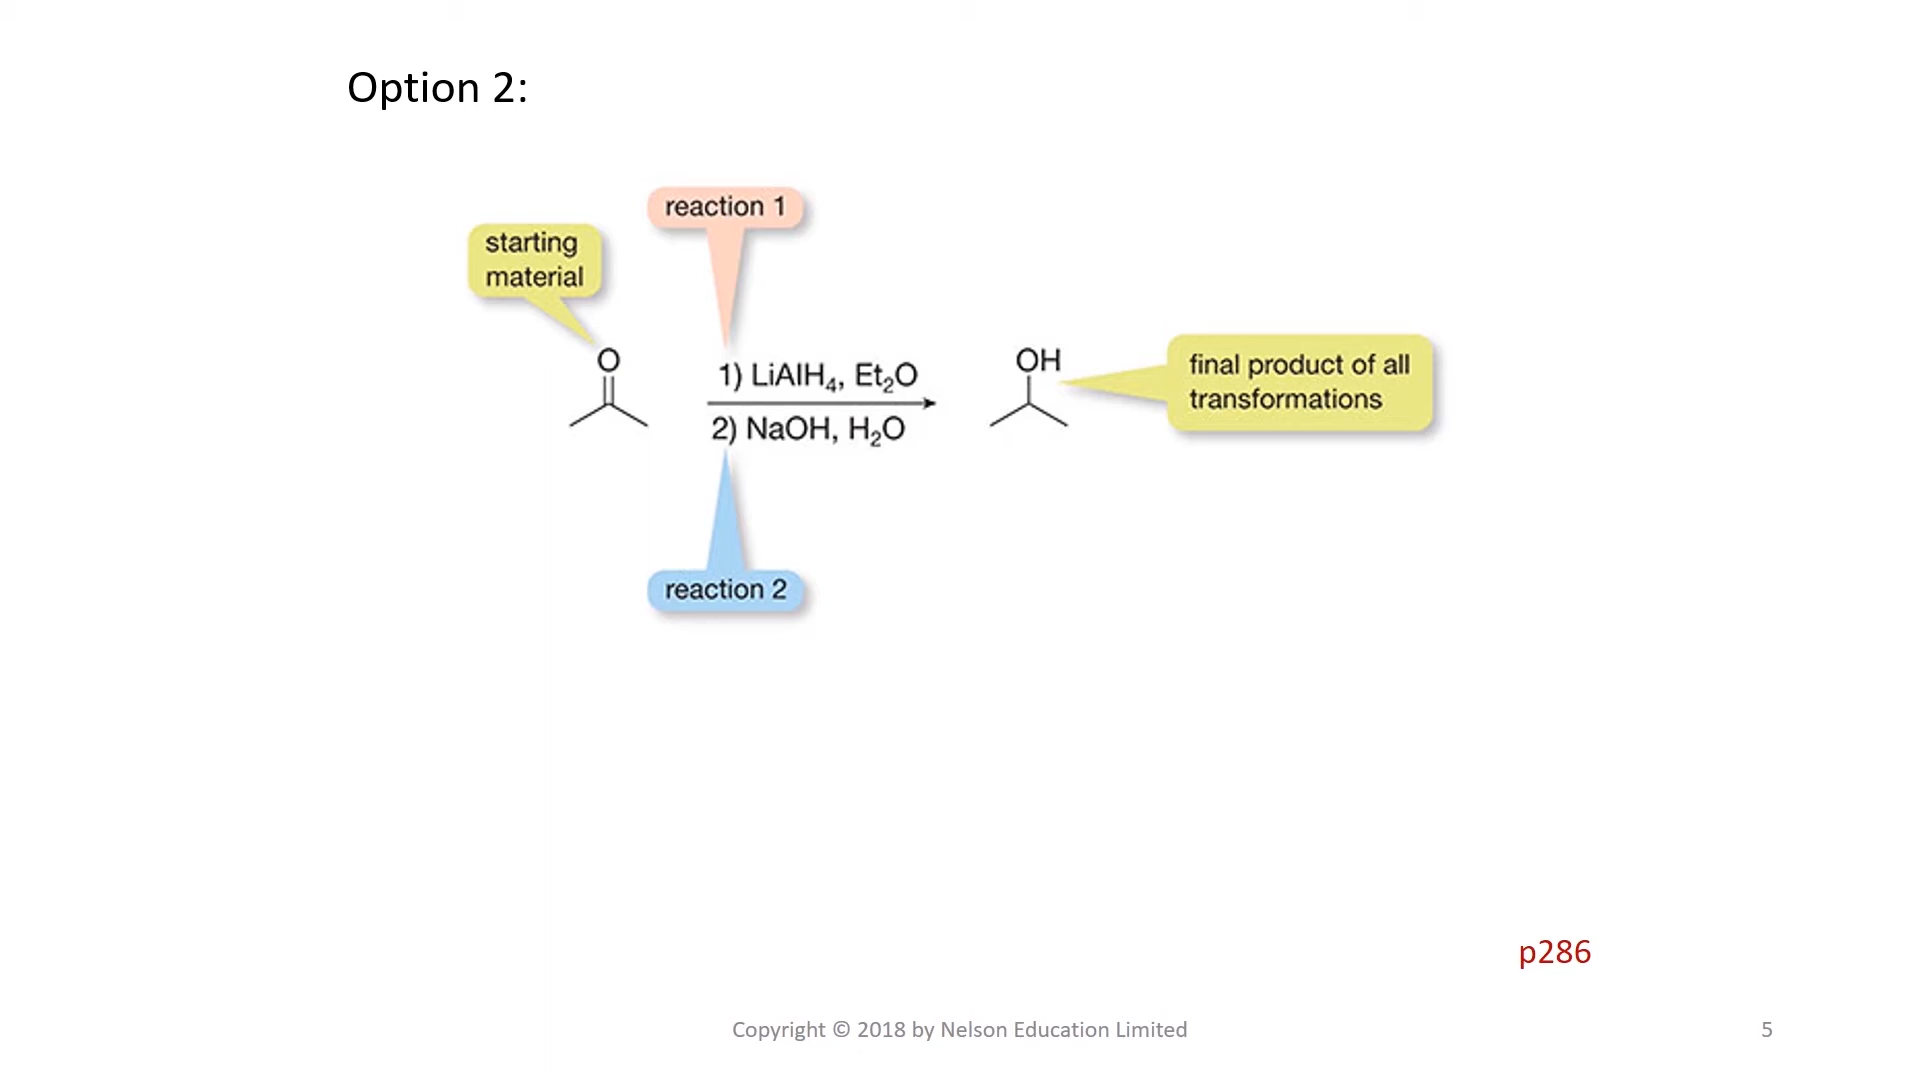 Option 2:
reaction 1
starting
material
O
1) LiAlH₄, Et₂O
2) NaOH, H₂O
OH
final product of all
transformations
reaction 2
p286
Copyright © 2018 by Nelson Education Limited
5